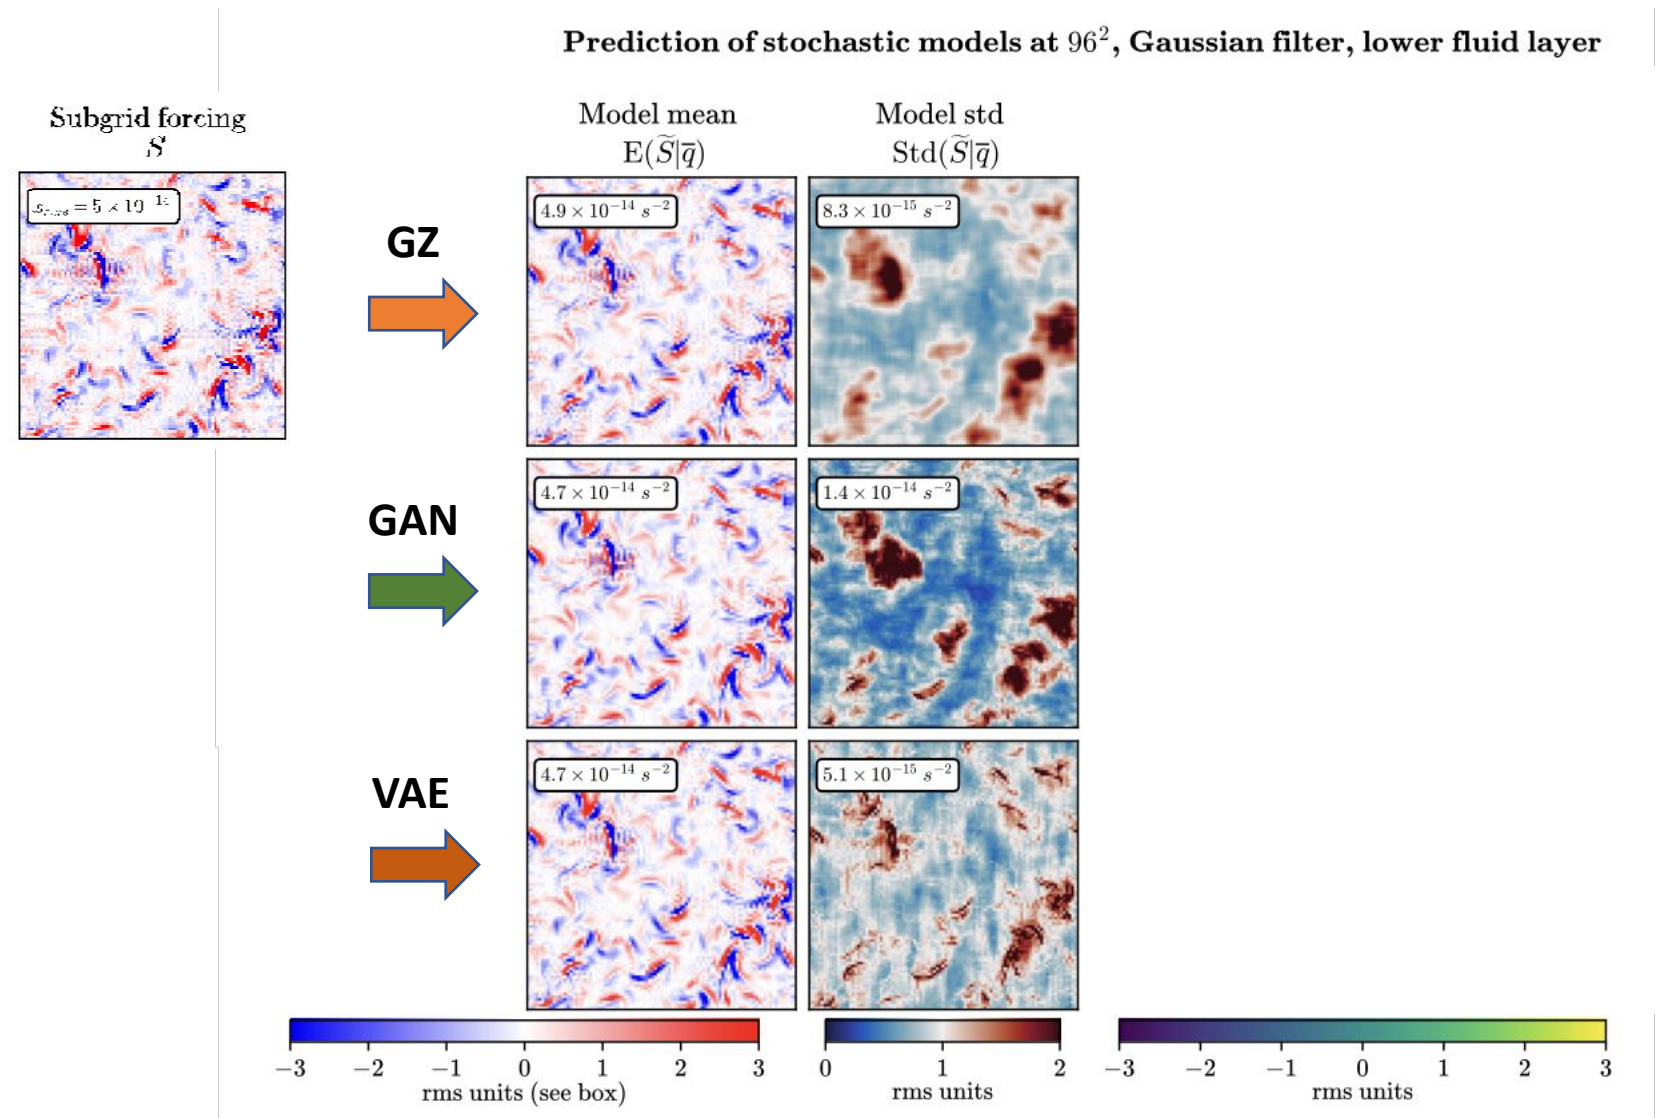 Prediction of stochastic models at 96², Gaussian filter, lower fluid layer
Subgrid forcing
S
Model mean
E(S̃|q̅)
Model std
Std(S̃|q̅)
= 5 × 10
GZ
4.9 × 10⁻¹⁴ s⁻²
8.3 × 10⁻¹⁵ s⁻²
GAN
4.7 × 10⁻¹⁴ s⁻²
1.4 × 10⁻¹⁴ s⁻²
VAE
4.7 × 10⁻¹⁴ s⁻²
5.1 × 10⁻¹⁵ s⁻²
−3 −2 −1 0 1 2 3
rms units (see box)
0 1 2
rms units
−3 −2 −1 0 1 2 3
rms units